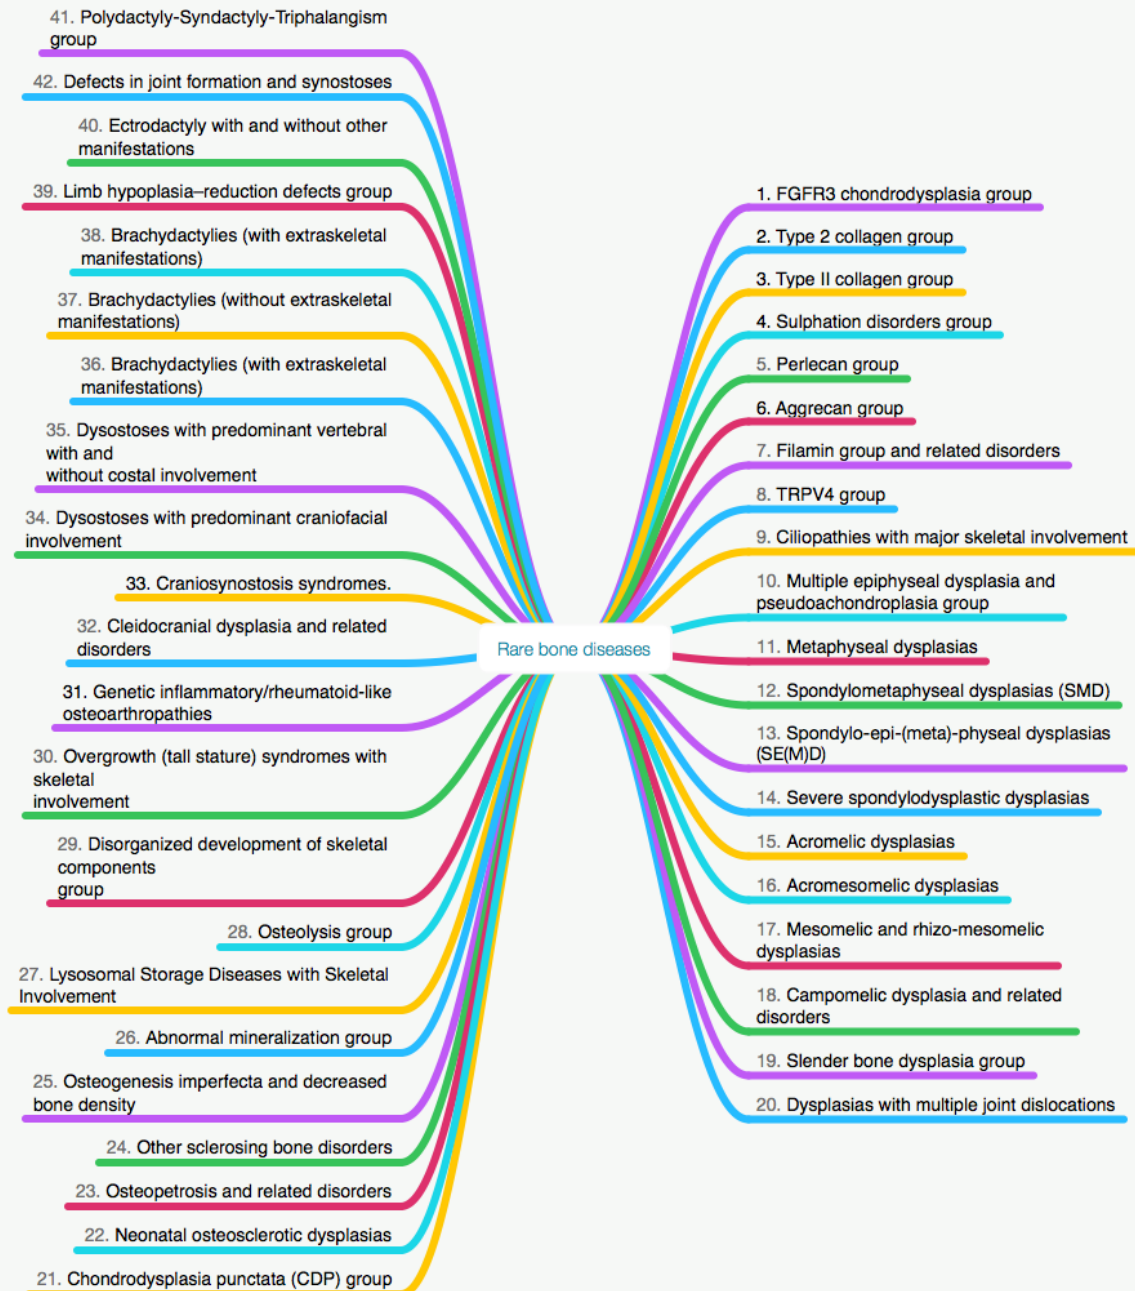 41. Polydactyly-Syndactyly-Triphalangism
group
42. Defects in joint formation and synostoses
40. Ectrodactyly with and without other
manifestations
39. Limb hypoplasia–reduction defects group
38. Brachydactylies (with extraskeletal
manifestations)
37. Brachydactylies (without extraskeletal
manifestations)
36. Brachydactylies (with extraskeletal
manifestations)
35. Dysostoses with predominant vertebral
with and
without costal involvement
34. Dysostoses with predominant craniofacial
involvement
33. Craniosynostosis syndromes.
32. Cleidocranial dysplasia and related
disorders
31. Genetic inflammatory/rheumatoid-like
osteoarthropathies
30. Overgrowth (tall stature) syndromes with
skeletal
involvement
29. Disorganized development of skeletal
components
group
28. Osteolysis group
27. Lysosomal Storage Diseases with Skeletal
Involvement
26. Abnormal mineralization group
25. Osteogenesis imperfecta and decreased
bone density
24. Other sclerosing bone disorders
23. Osteopetrosis and related disorders
22. Neonatal osteosclerotic dysplasias
21. Chondrodysplasia punctata (CDP) group
Rare bone diseases
1. FGFR3 chondrodysplasia group
2. Type 2 collagen group
3. Type II collagen group
4. Sulphation disorders group
5. Perlecan group
6. Aggrecan group
7. Filamin group and related disorders
8. TRPV4 group
9. Ciliopathies with major skeletal involvement
10. Multiple epiphyseal dysplasia and
pseudoachondroplasia group
11. Metaphyseal dysplasias
12. Spondylometaphyseal dysplasias (SMD)
13. Spondylo-epi-(meta)-physeal dysplasias
(SE(M)D)
14. Severe spondylodysplastic dysplasias
15. Acromelic dysplasias
16. Acromesomelic dysplasias
17. Mesomelic and rhizo-mesomelic
dysplasias
18. Campomelic dysplasia and related
disorders
19. Slender bone dysplasia group
20. Dysplasias with multiple joint dislocations